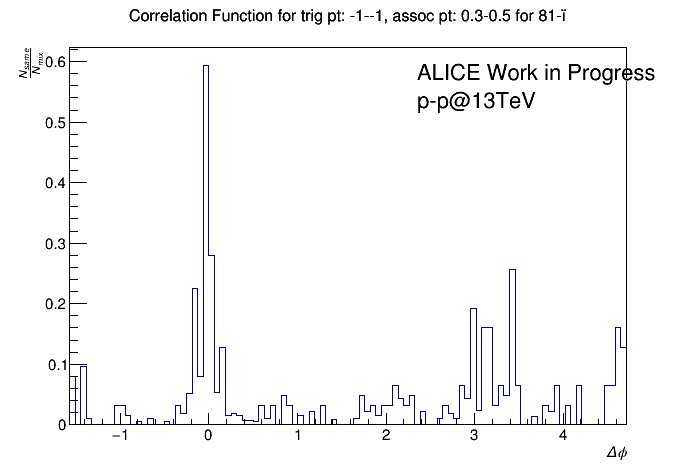 Correlation Function for trig pt: -1--1, assoc pt: 0.3-0.5 for 81-ï
N_same
N_mix
ALICE Work in Progress
p-p@13TeV
0.6
0.5
0.4
0.3
0.2
0.1
0
−1 0 1 2 3 4
Δϕ